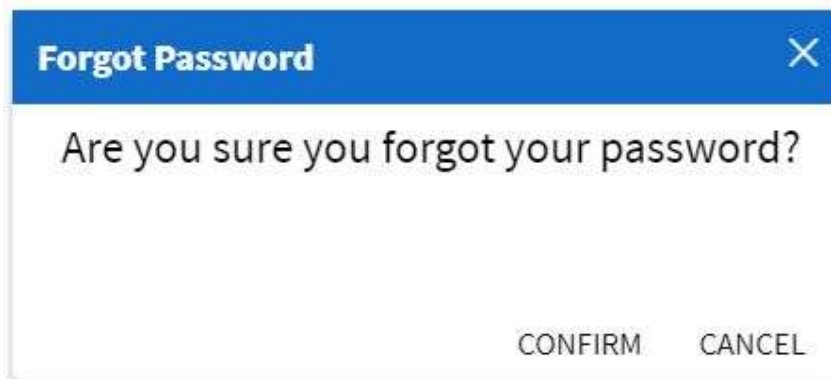 Forgot Password
Are you sure you forgot your password?
CONFIRM CANCEL